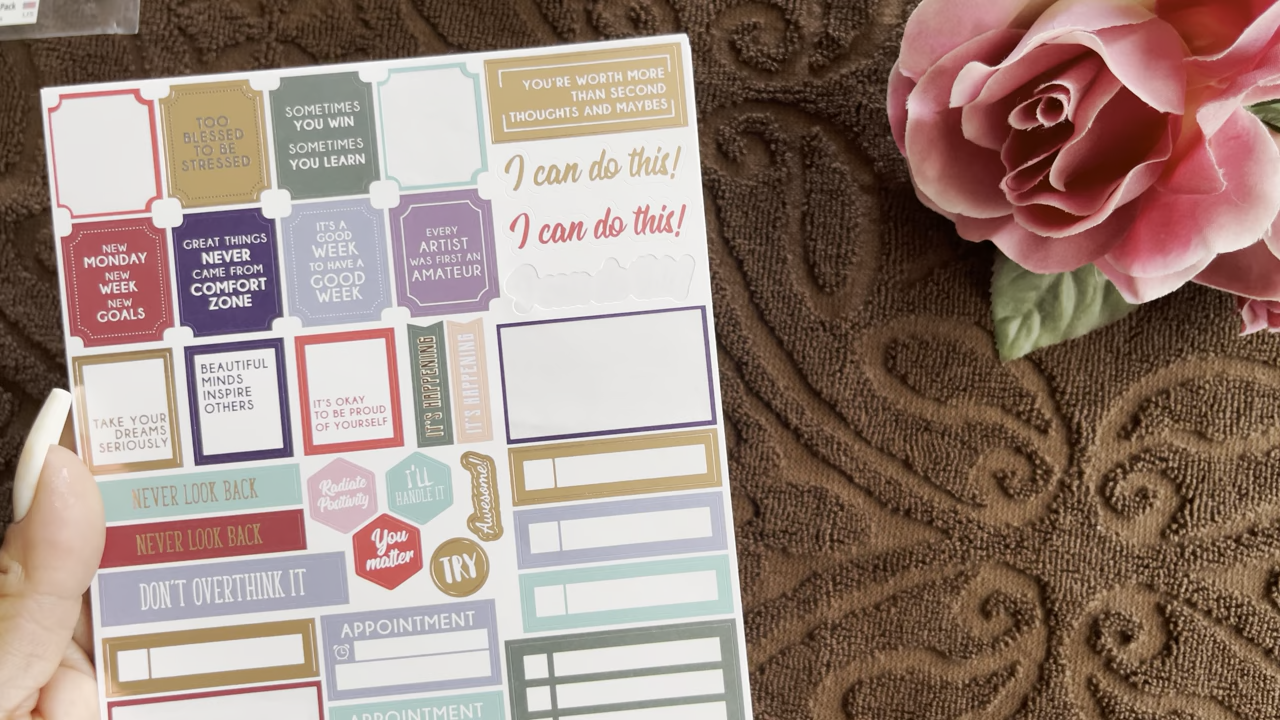 Pack
TOO
BLESSED
TO BE
STRESSED
SOMETIMES
YOU WIN
SOMETIMES
YOU LEARN
YOU'RE WORTH MORE
THAN SECOND
THOUGHTS AND MAYBES
I can do this!
I can do this!
NEW
MONDAY
NEW
WEEK
NEW
GOALS
GREAT THINGS
NEVER
CAME FROM
COMFORT
ZONE
IT'S A
GOOD
WEEK
TO HAVE A
GOOD
WEEK
EVERY
ARTIST
WAS FIRST AN
AMATEUR
TAKE YOUR
DREAMS
SERIOUSLY
BEAUTIFUL
MINDS
INSPIRE
OTHERS
IT'S OKAY
TO BE PROUD
OF YOURSELF
IT'S HAPPENING
IT'S HAPPENING
NEVER LOOK BACK
NEVER LOOK BACK
DON'T OVERTHINK IT
Radiate
Positivity
I'LL
HANDLE IT
Awesome!
You
matter
TRY
APPOINTMENT
APPOINTMENT